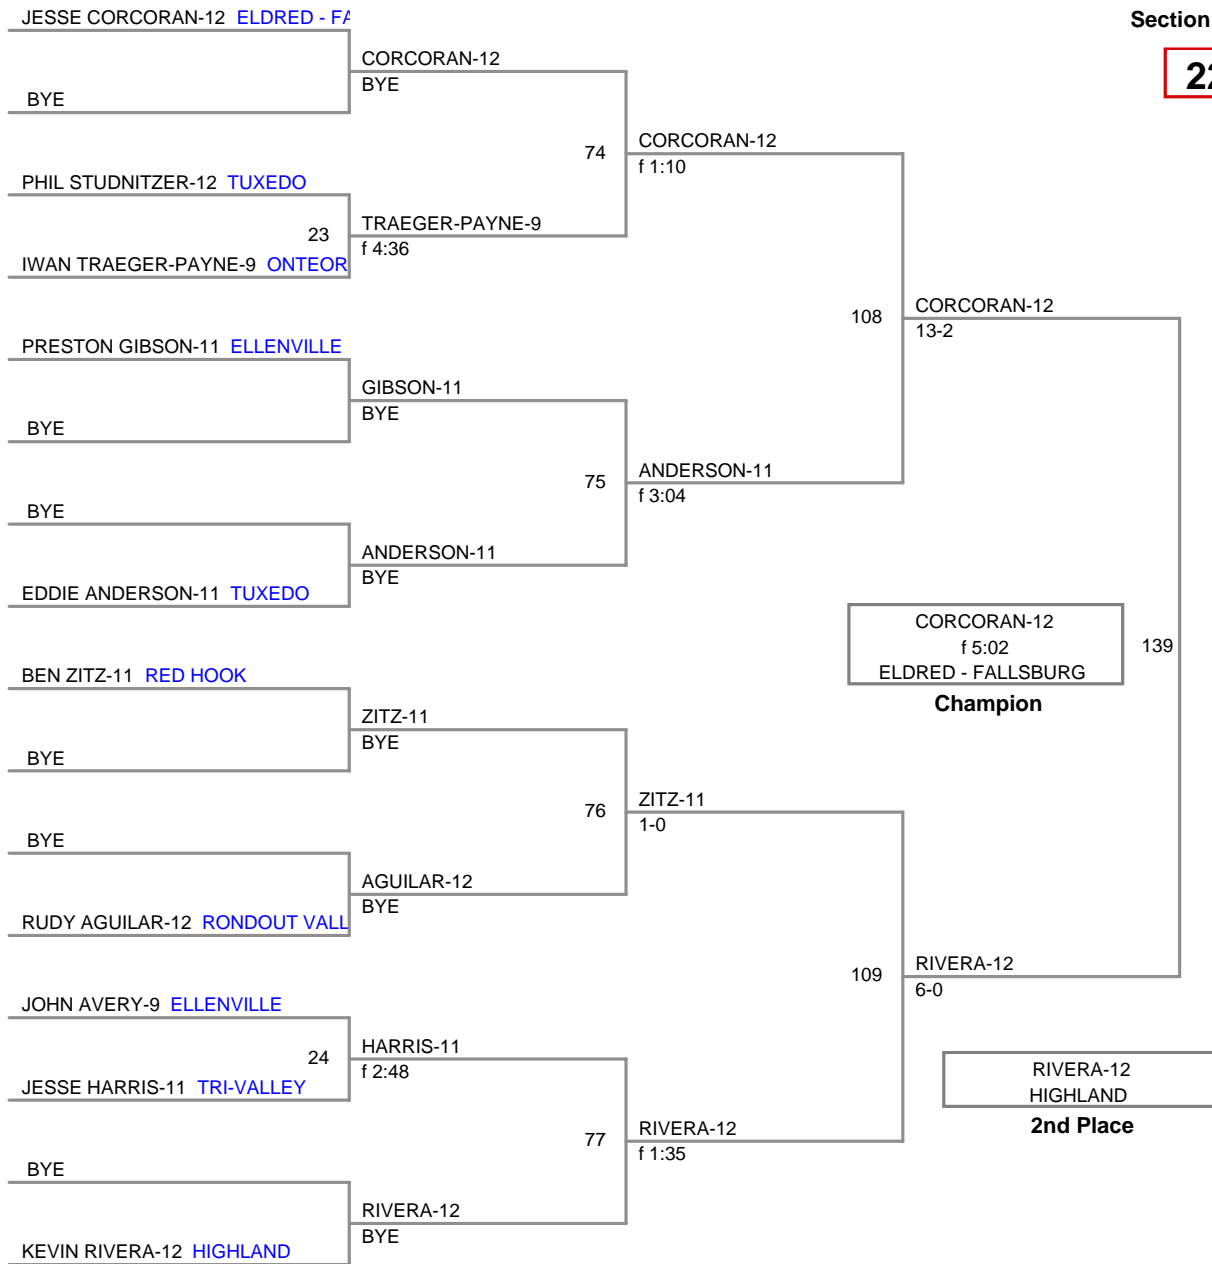 JESSE CORCORAN-12 ELDRED - FA
Section
CORCORAN-12
BYE
BYE
CORCORAN-12
74
f 1:10
PHIL STUDNITZER-12 TUXEDO
TRAEGER-PAYNE-9
23
f 4:36
IWAN TRAEGER-PAYNE-9 ONTEOR
CORCORAN-12
108
13-2
PRESTON GIBSON-11 ELLENVILLE
GIBSON-11
BYE
BYE
ANDERSON-11
75
f 3:04
BYE
ANDERSON-11
BYE
EDDIE ANDERSON-11 TUXEDO
CORCORAN-12
f 5:02
139
ELDRED - FALLSBURG
Champion
BEN ZITZ-11 RED HOOK
ZITZ-11
BYE
BYE
ZITZ-11
76
1-0
BYE
AGUILAR-12
BYE
RUDY AGUILAR-12 RONDOUT VALL
RIVERA-12
109
6-0
JOHN AVERY-9 ELLENVILLE
HARRIS-11
24
f 2:48
JESSE HARRIS-11 TRI-VALLEY
RIVERA-12
HIGHLAND
2nd Place
RIVERA-12
77
f 1:35
BYE
RIVERA-12
BYE
KEVIN RIVERA-12 HIGHLAND